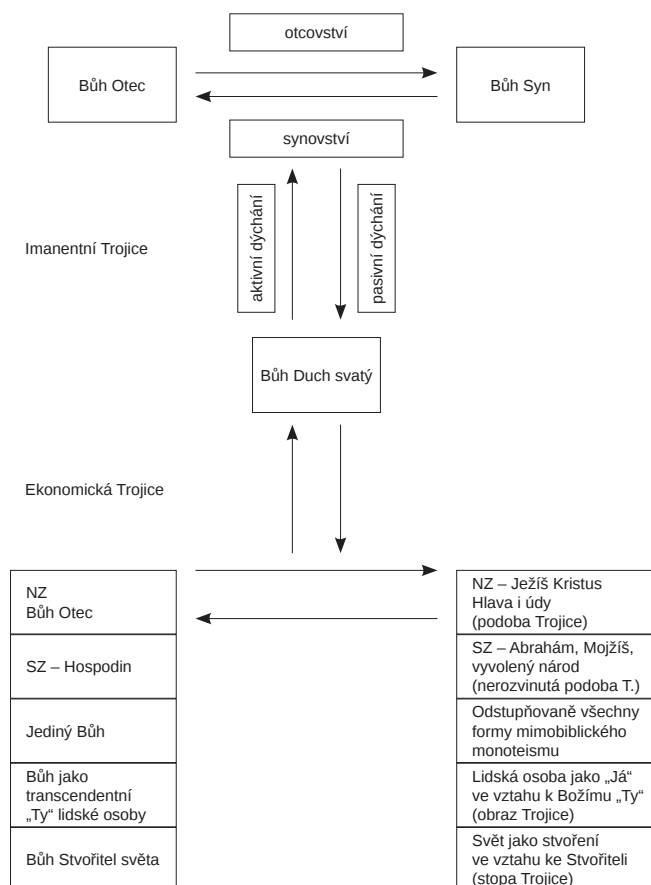 otcovství
Bůh Otec
Bůh Syn
synovství
aktivní dýchání
pasivní dýchání
Imanentní Trojice
Bůh Duch svatý
Ekonomická Trojice
NZ
Bůh Otec
NZ – Ježíš Kristus
Hlava i údy
(podoba Trojice)
SZ – Hospodin
SZ – Abrahám, Mojžíš,
vyvolený národ
(nerozvinutá podoba T.)
Jediný Bůh
Odstupňovaně všechny
formy mimobiblického
monoteismu
Bůh jako
transcendentní
„Ty“ lidské osoby
Lidská osoba jako „Já“
ve vztahu k Božímu „Ty“
(obraz Trojice)
Bůh Stvořitel světa
Svět jako stvoření
ve vztahu ke Stvořiteli
(stopa Trojice)